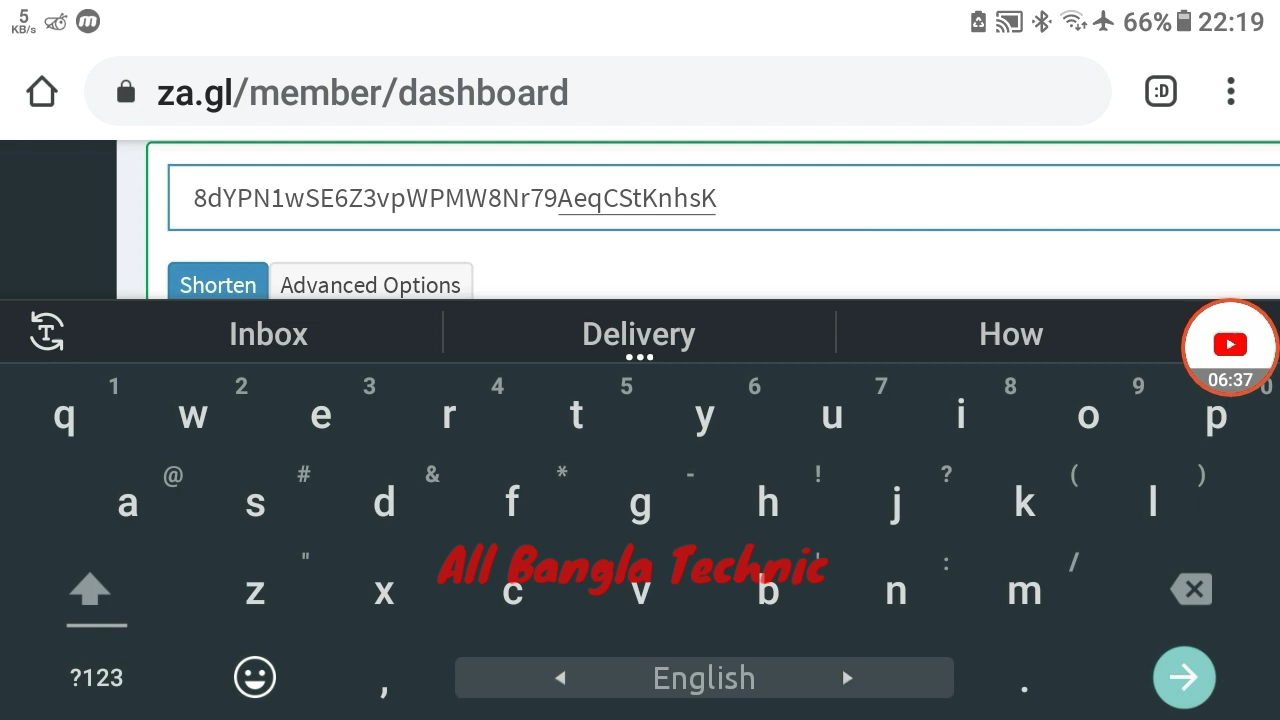 5
KB/s
66% 22:19
za.gl/member/dashboard
:D
8dYPN1wSE6Z3vpWPMW8Nr79AeqCStKnhsK
Shorten Advanced Options
Inbox Delivery How
06:37
1 2 3 4 5 6 7 8 9 0
q w e r t y u i o p
@ # & * - ! ? ( )
a s d f g h j k l
All Bangla Technic
" ' : /
z x c v b n m
?123 , English .